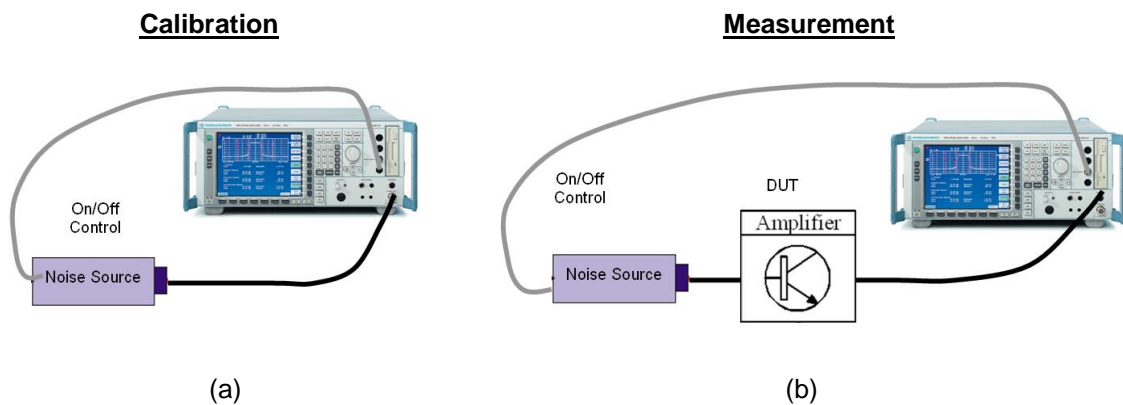 Calibration
Measurement
On/Off
Control
Noise Source
On/Off
Control
DUT
Amplifier
Noise Source
(a)
(b)